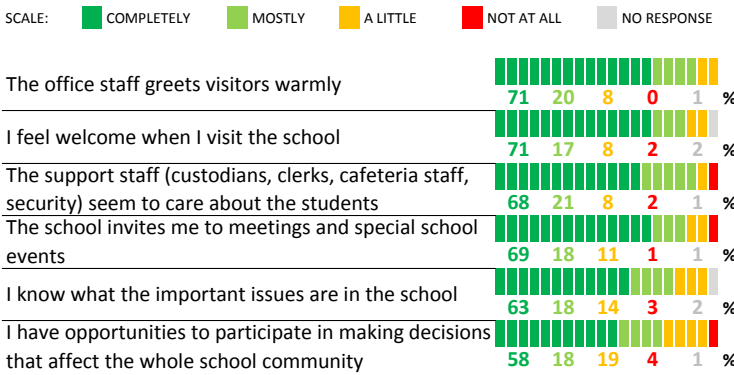 SCALE: COMPLETELY MOSTLY A LITTLE NOT AT ALL NO RESPONSE
The office staff greets visitors warmly
71 20 8 0 1 %
I feel welcome when I visit the school
71 17 8 2 2 %
The support staff (custodians, clerks, cafeteria staff,
security) seem to care about the students
68 21 8 2 1 %
The school invites me to meetings and special school
events
69 18 11 1 1 %
I know what the important issues are in the school
63 18 14 3 2 %
I have opportunities to participate in making decisions
that affect the whole school community
58 18 19 4 1 %